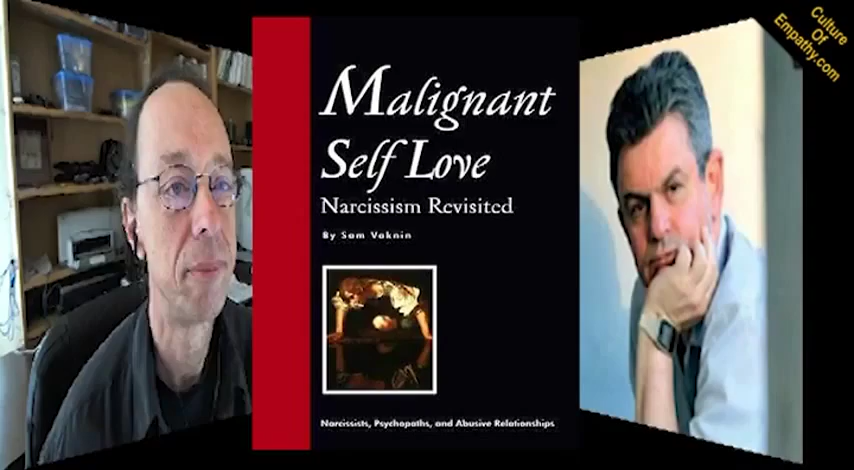 Malignant
Self Love
Narcissism Revisited
By Sam Vaknin
Narcissists, Psychopaths, and Abusive Relationships
Culture
Of
Empathy.com